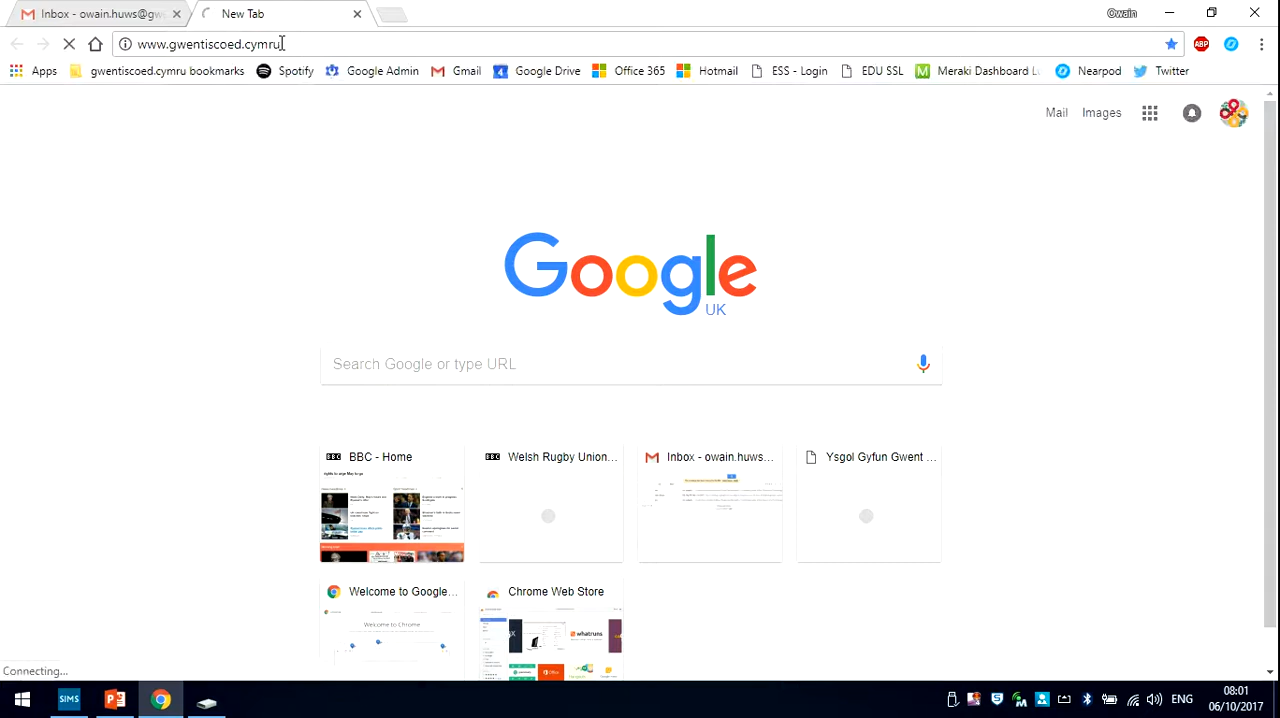 Inbox - owain.huws@gw
New Tab
Owain
www.gwentiscoed.cymru
ABP
Apps
gwentiscoed.cymru bookmarks
Spotify
Google Admin
Gmail
Google Drive
Office 365
Hotmail
ESS - Login
EDU SSL
Meraki Dashboard L
Nearpod
Twitter
Mail
Images
Google
UK
Search Google or type URL
BBC - Home
Welsh Rugby Union...
Inbox - owain.huws...
Ysgol Gyfun Gwent ...
Welcome to Google...
Chrome Web Store
Welcome to Chrome
whatruns
Office
Connecting...
SIMS
ENG
08:01
06/10/2017